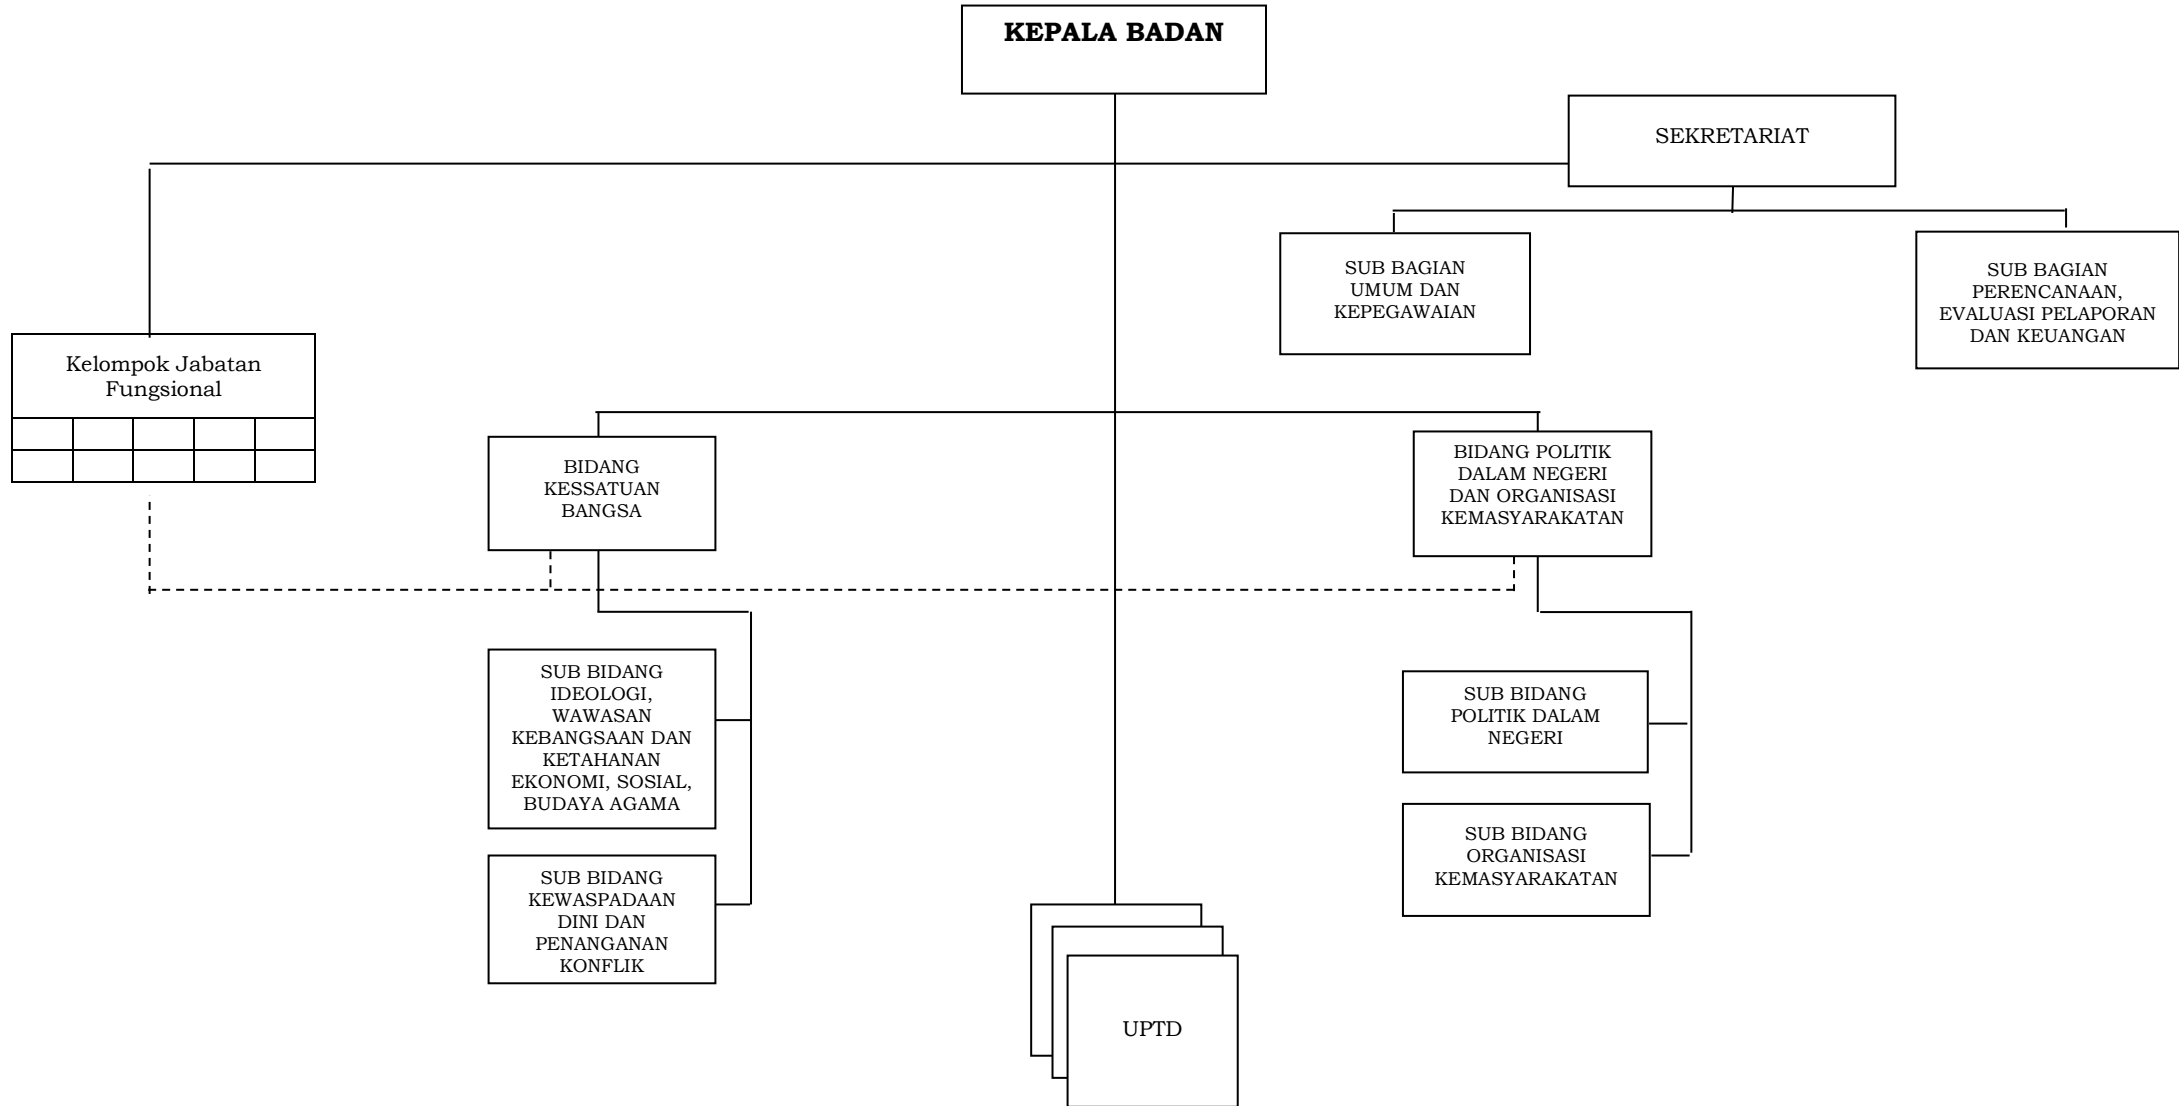 KEPALA BADAN
SEKRETARIAT
SUB BAGIAN
UMUM DAN
KEPEGAWAIAN
SUB BAGIAN
PERENCANAAN,
EVALUASI PELAPORAN
DAN KEUANGAN
Kelompok Jabatan
Fungsional
BIDANG
KESSATUAN
BANGSA
BIDANG POLITIK
DALAM NEGERI
DAN ORGANISASI
KEMASYARAKATAN
SUB BIDANG
IDEOLOGI,
WAWASAN
KEBANGSAAN DAN
KETAHANAN
EKONOMI, SOSIAL,
BUDAYA AGAMA
SUB BIDANG
POLITIK DALAM
NEGERI
SUB BIDANG
KEWASPADAAN
DINI DAN
PENANGANAN
KONFLIK
SUB BIDANG
ORGANISASI
KEMASYARAKATAN
UPTD